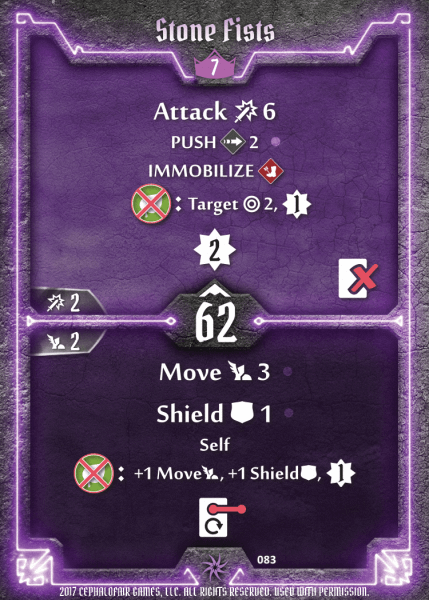 Stone Fists
7
Attack 6
PUSH 2
IMMOBILIZE
: Target 2, 1
2
2
62
2
Move 3
Shield 1
Self
: +1 Move, +1 Shield, 1
083
2017 CEPHALOFAIR GAMES, LLC. ALL RIGHTS RESERVED. USED WITH PERMISSION.